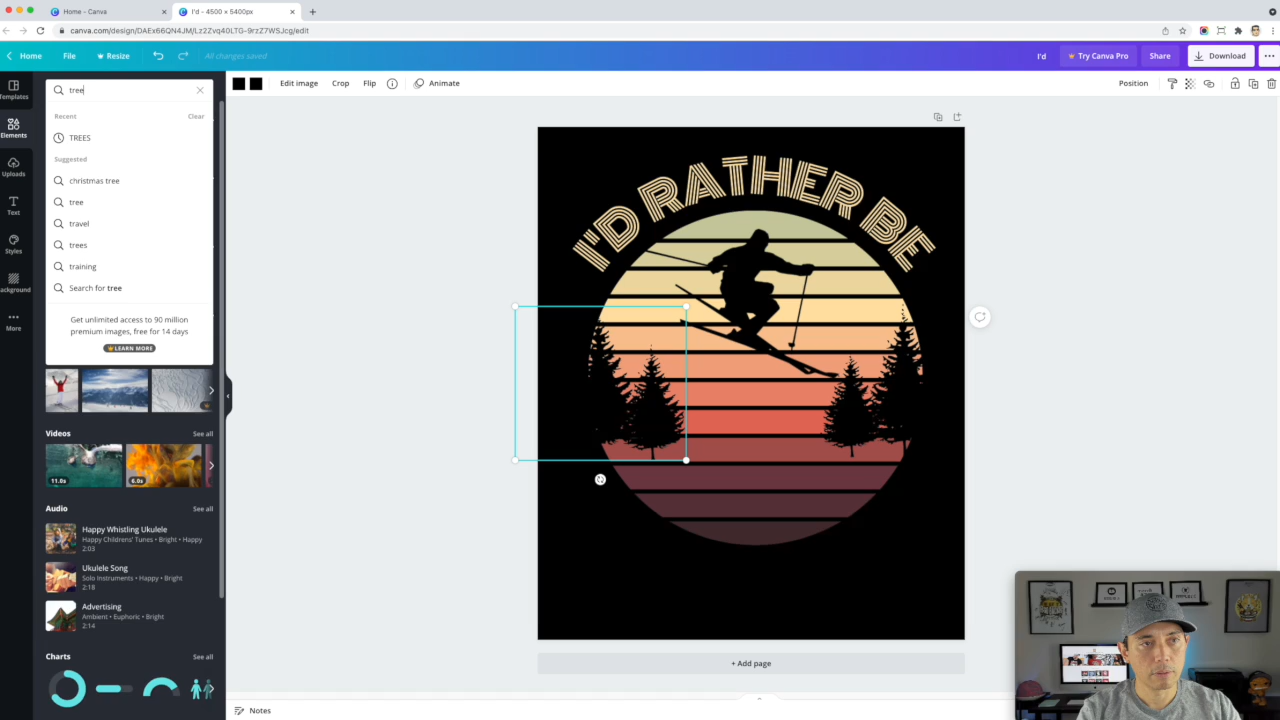 Home - Canva
I'd - 4500 × 5400px
canva.com/design/DAEx66QN4JM/Lz2Zvq40LTG-9rzZ7WSJcg/edit
Home
File
Resize
All changes saved
I'd
Try Canva Pro
Share
Download
Templates
Elements
Uploads
Text
Styles
Background
More
tree
Recent
Clear
TREES
Suggested
christmas tree
tree
travel
trees
training
Search for tree
Get unlimited access to 90 million
premium images, free for 14 days
LEARN MORE
Videos
See all
11.0s
6.0s
Audio
See all
Happy Whistling Ukulele
Happy Childrens' Tunes • Bright • Happy
2:03
Ukulele Song
Solo Instruments • Happy • Bright
2:18
Advertising
Ambient • Euphoric • Bright
2:14
Charts
See all
Edit image
Crop
Flip
Animate
Position
I'D RATHER BE
+ Add page
Notes